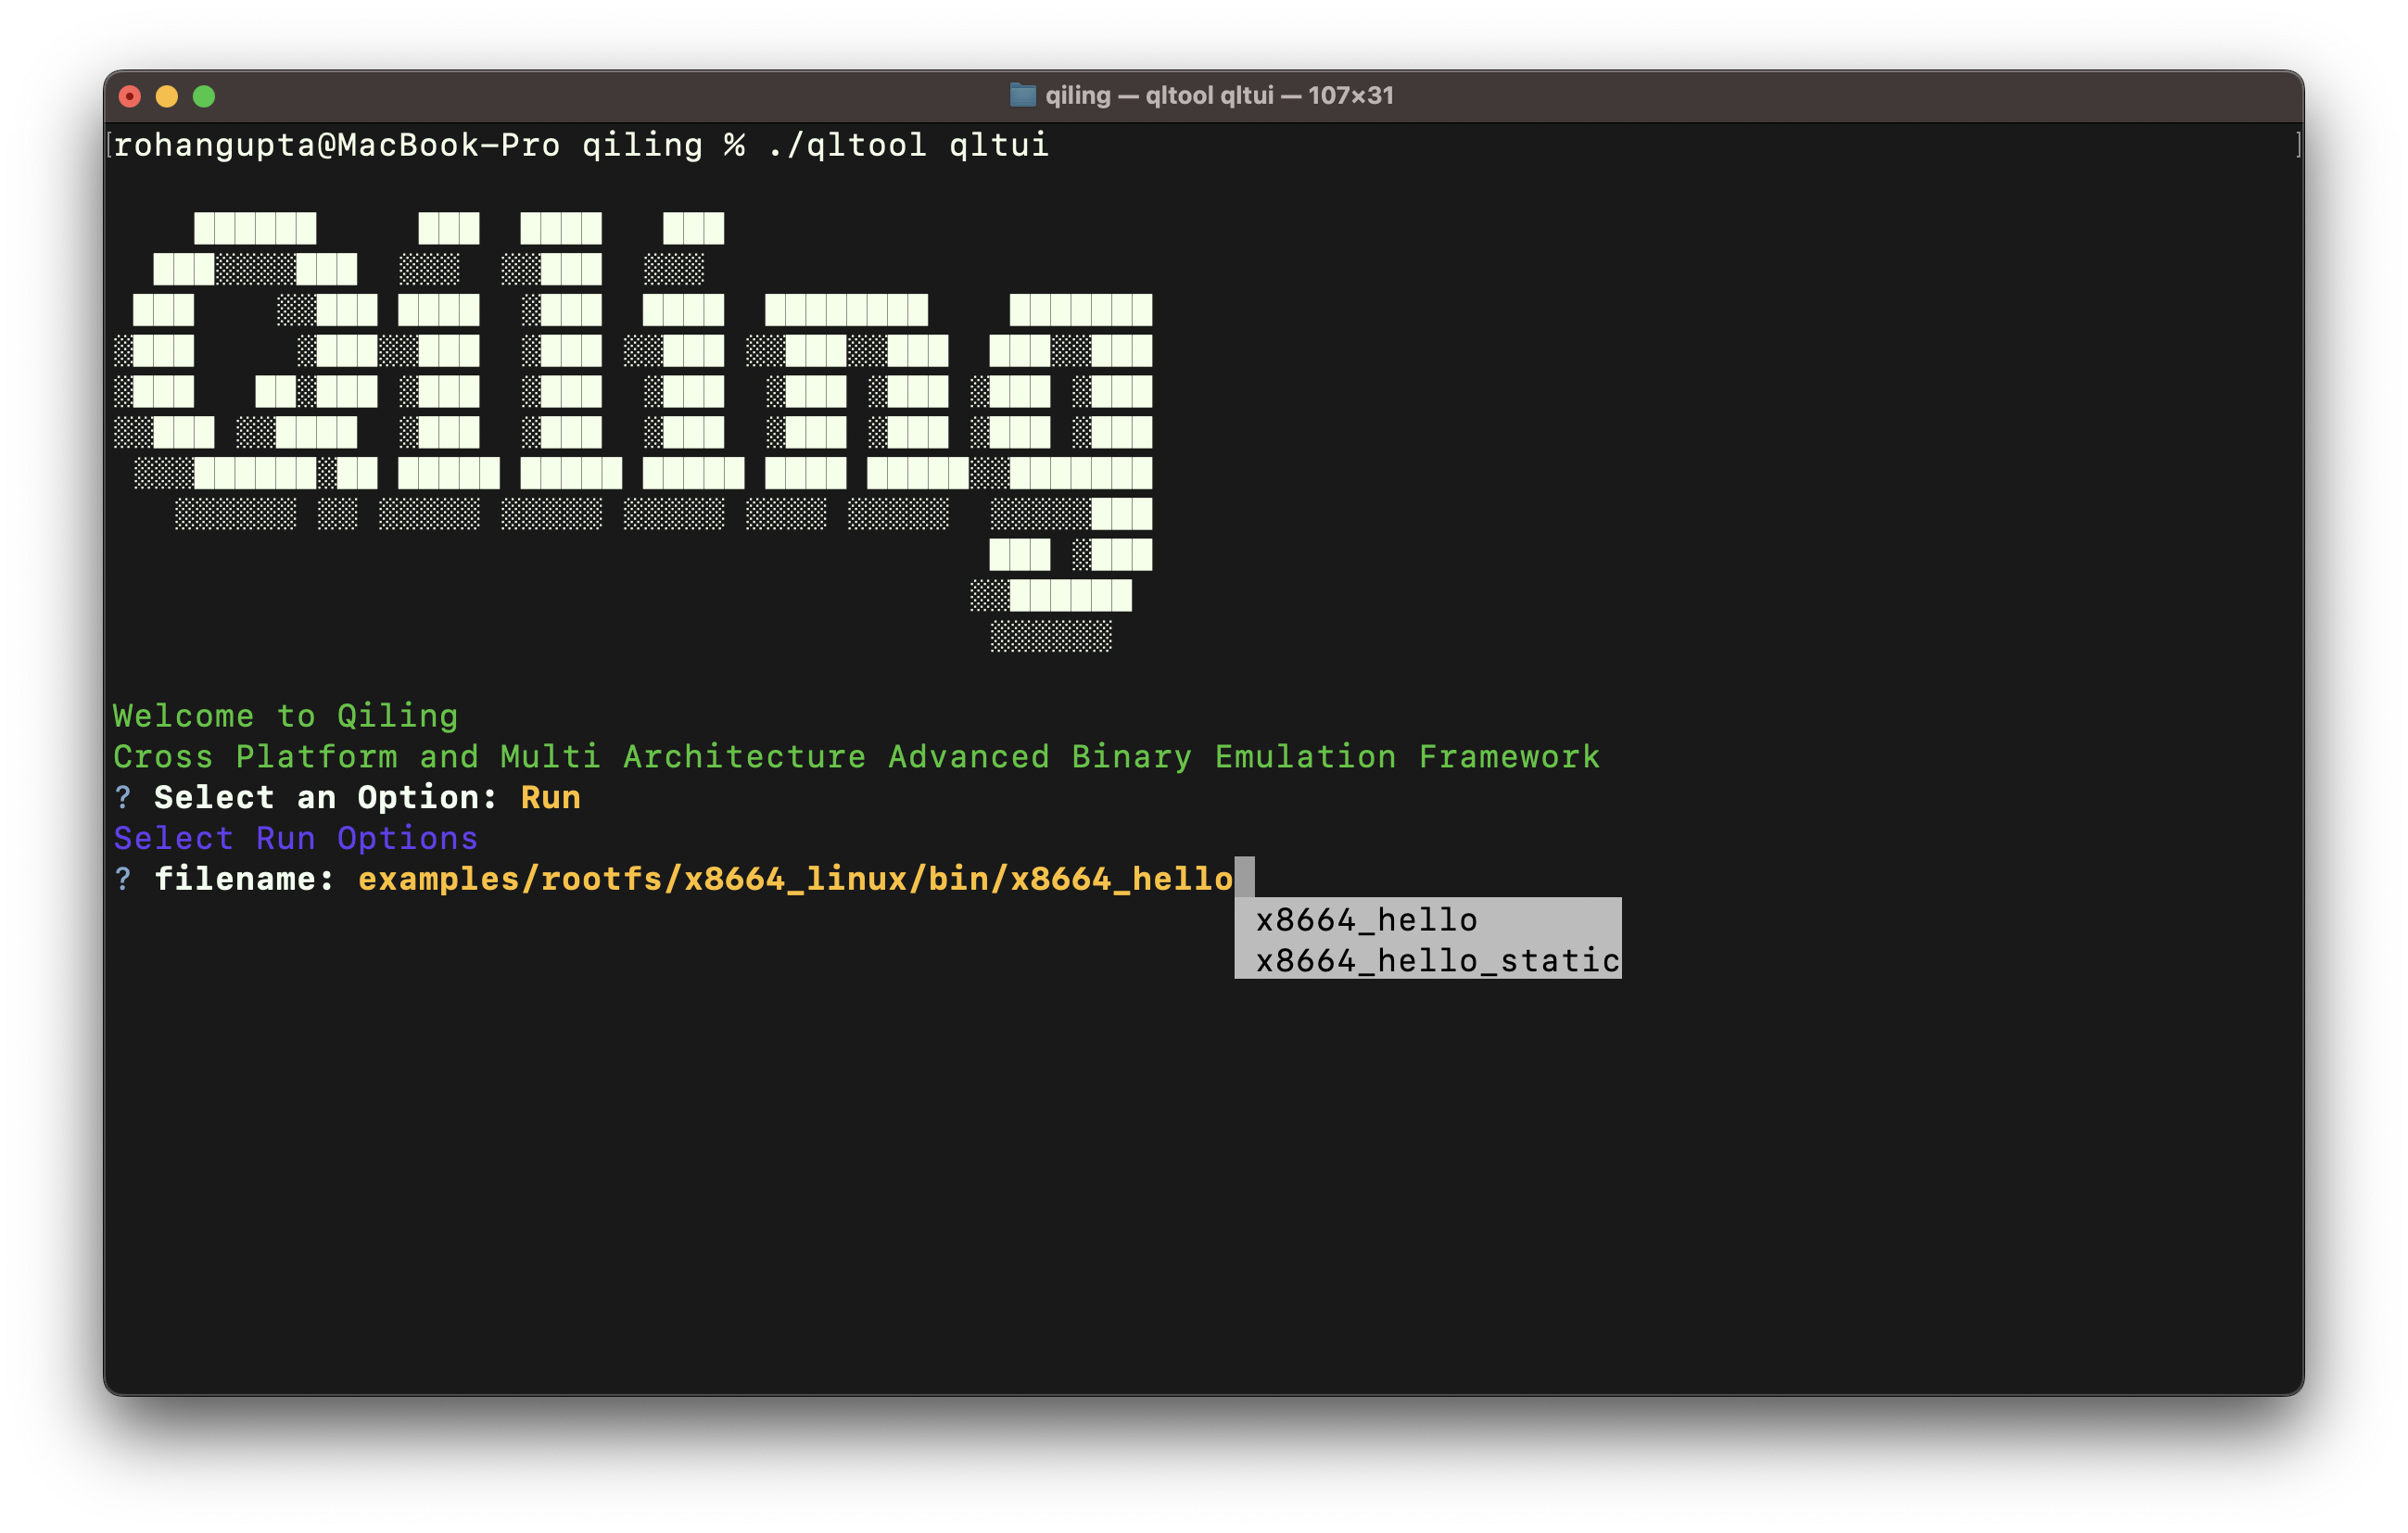 qiling — qltool qltui — 107×31
rohangupta@MacBook-Pro qiling % ./qltool qltui
Qiling
Welcome to Qiling
Cross Platform and Multi Architecture Advanced Binary Emulation Framework
? Select an Option: Run
Select Run Options
? filename: examples/rootfs/x8664_linux/bin/x8664_hello
x8664_hello
x8664_hello_static